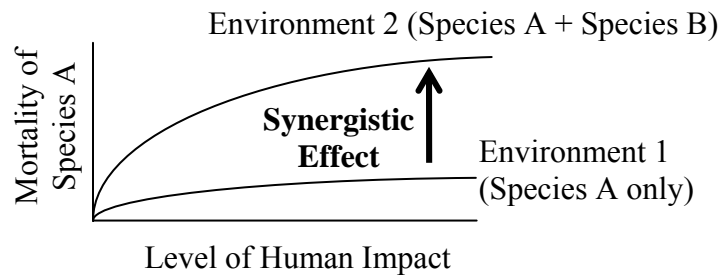 Environment 2 (Species A + Species B)
Mortality of
Species A
Synergistic
Effect
Environment 1
(Species A only)
Level of Human Impact